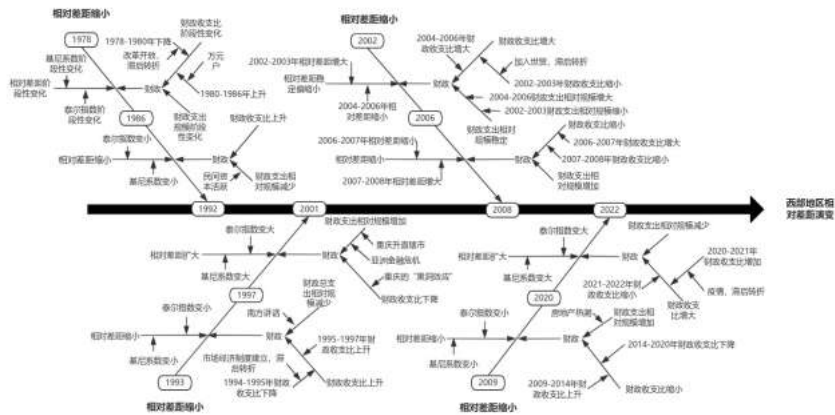 相对差距缩小
1978
1978-1980年下降
改革开放，
滞后转折
财政收支比
阶段性变化
万元
户
基尼系数阶
段性变化
相对差距阶
段性变化
泰尔指数阶
段性变化
财政
1980-1986年上升
财政支出
规模阶段
性变化
1986
财政收支比上升
泰尔指数变小
相对差距缩小
基尼系数变小
财政
民间资
本活跃
财政支出相
对规模减少
1992
相对差距缩小
2002
2004-2006年财
政收支比增大
财政收支比增大
加入世贸，滞后转折
2002-2003年相对差距增大
相对差距稳
定偏缩小
2004-2006年相
对差距缩小
财政
2002-2003年财政收支比缩小
2004-2006财政支出相对规模增大
2002-2003财政支出相对规模缩小
财政支出相对
规模稳定
2006
财政收支比缩小
2006-2007年相对差距缩小
相对差距缩小
2007-2008年相对差距增大
财政
2006-2007年财政收支比增大
2007-2008年财政收支比缩小
财政支出相
对规模增加
2008
西部地区相
对差距演变
2001
泰尔指数变大
相对差距扩大
基尼系数变大
财政支出相对规模增加
财政
重庆升直辖市
亚洲金融危机
财政收支比下降
1997
财政总支
出相对规
模减少
南方讲话
泰尔指数变小
相对差距缩小
基尼系数变小
财政
市场经济制度建立，滞
后转折
1995-1997年财
政收支比上升
1994-1995年财政
收支比下降
财政收支比上升
1993
相对差距缩小
2022
泰尔指数变大
相对差距扩大
基尼系数变大
财政支出相对规模减少
财政
2020-2021年
财政收支比增加
疫情，滞后转折
2021-2022年财
政收支比缩小
财政收支
比增大
2020
泰尔指数变小
相对差距缩小
基尼系数变小
房地产热潮
财政支出相
对规模增加
财政
2014-2020年财政收支比下降
2009-2014年财
政收支比上升
财政收支比缩小
2009
相对差距缩小